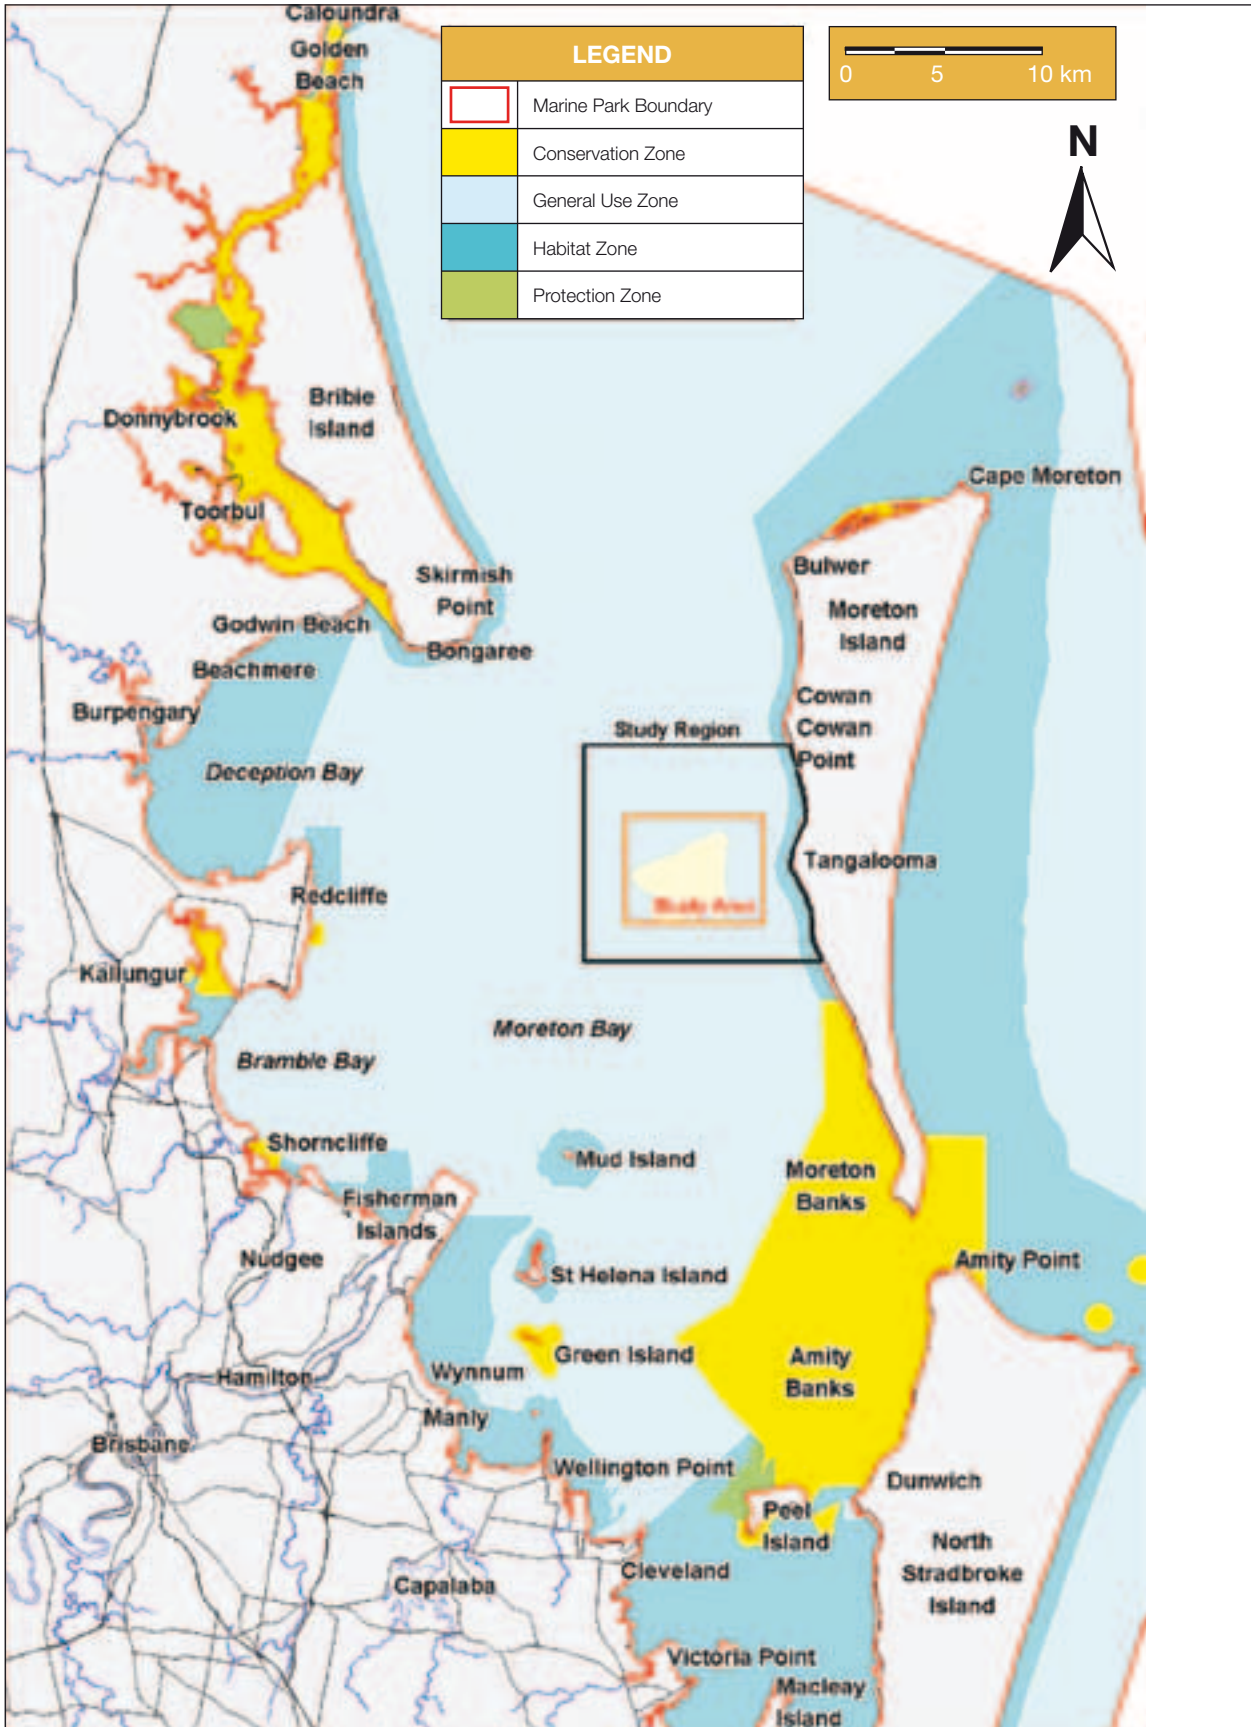 Caloundra
Golden
Beach
LEGEND
Marine Park Boundary
Conservation Zone
General Use Zone
Habitat Zone
Protection Zone
0 5 10 km
N
Bribie
Island
Donnybrook
Toorbul
Cape Moreton
Skirmish
Point
Bulwer
Moreton
Island
Godwin Beach
Bongaree
Beachmere
Burpengary
Cowan
Cowan
Point
Study Region
Deception Bay
Tangalooma
Redcliffe
Study Area
Kallungur
Moreton Bay
Bramble Bay
Shorncliffe
Mud Island
Moreton
Banks
Fisherman
Islands
Nudgee
St Helena Island
Amity Point
Green Island
Amity
Banks
Wynnum
Hamilton
Manly
Brisbane
Wellington Point
Dunwich
Peel
Island
North
Stradbroke
Island
Cleveland
Capalaba
Victoria Point
Macleay
Island